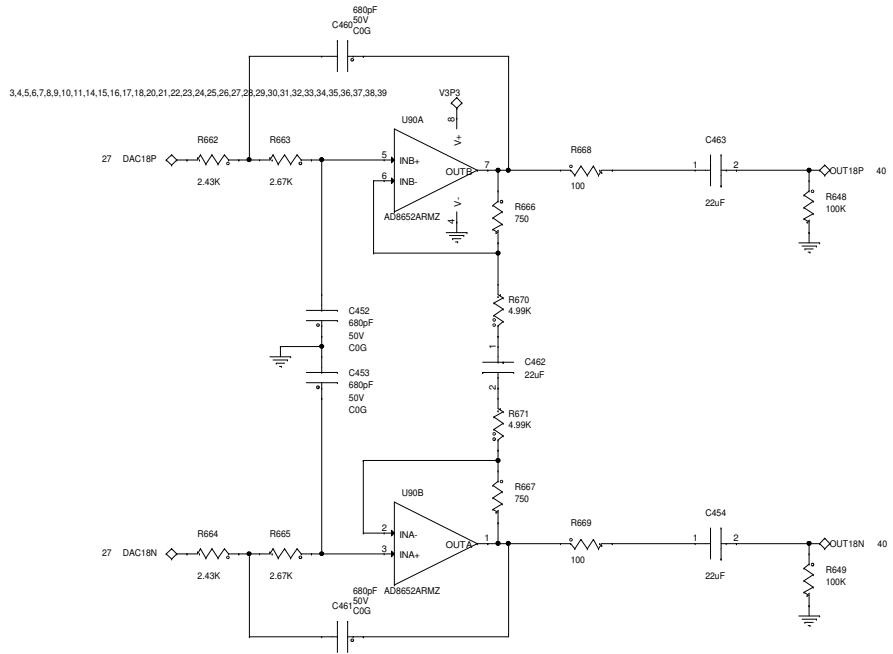 680pF
50V
C460
C0G
3,4,5,6,7,8,9,10,11,14,15,16,17,18,20,21,22,23,24,25,26,27,28,29,30,31,32,33,34,35,36,37,38,39
V3P3
8
V+
U90A
R662
R663
R668
C463
27 DAC18P
5 INB+
6 INB-
OUTB 7
1
2
OUT18P 40
2.43K
2.67K
100
22uF
R648
100K
AD8652ARMZ
V-
4
R666
750
R670
4.99K
C452
680pF
50V
C0G
1
C462
22uF
2
C453
680pF
50V
C0G
R671
4.99K
U90B
R667
750
R664
R665
R669
C454
2 INA-
3 INA+
OUTA 1
27 DAC18N
1
2
OUT18N 40
2.43K
2.67K
100
22uF
R649
100K
AD8652ARMZ
680pF
50V
C461
C0G